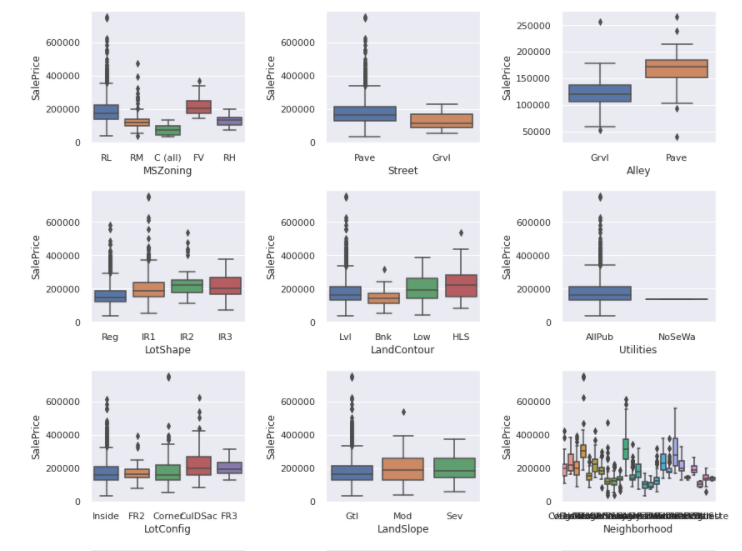 600000
400000
200000
0
SalePrice
RL RM C (all) FV RH
MSZoning
600000
400000
200000
0
SalePrice
Pave Grvl
Street
250000
200000
150000
100000
50000
SalePrice
Grvl Pave
Alley
600000
400000
200000
0
SalePrice
Reg IR1 IR2 IR3
LotShape
600000
400000
200000
0
SalePrice
Lvl Bnk Low HLS
LandContour
600000
400000
200000
0
SalePrice
AllPub NoSeWa
Utilities
600000
400000
200000
0
SalePrice
Inside FR2 Corner CulDSac FR3
LotConfig
600000
400000
200000
0
SalePrice
Gtl Mod Sev
LandSlope
600000
400000
200000
0
SalePrice
Neighborhood